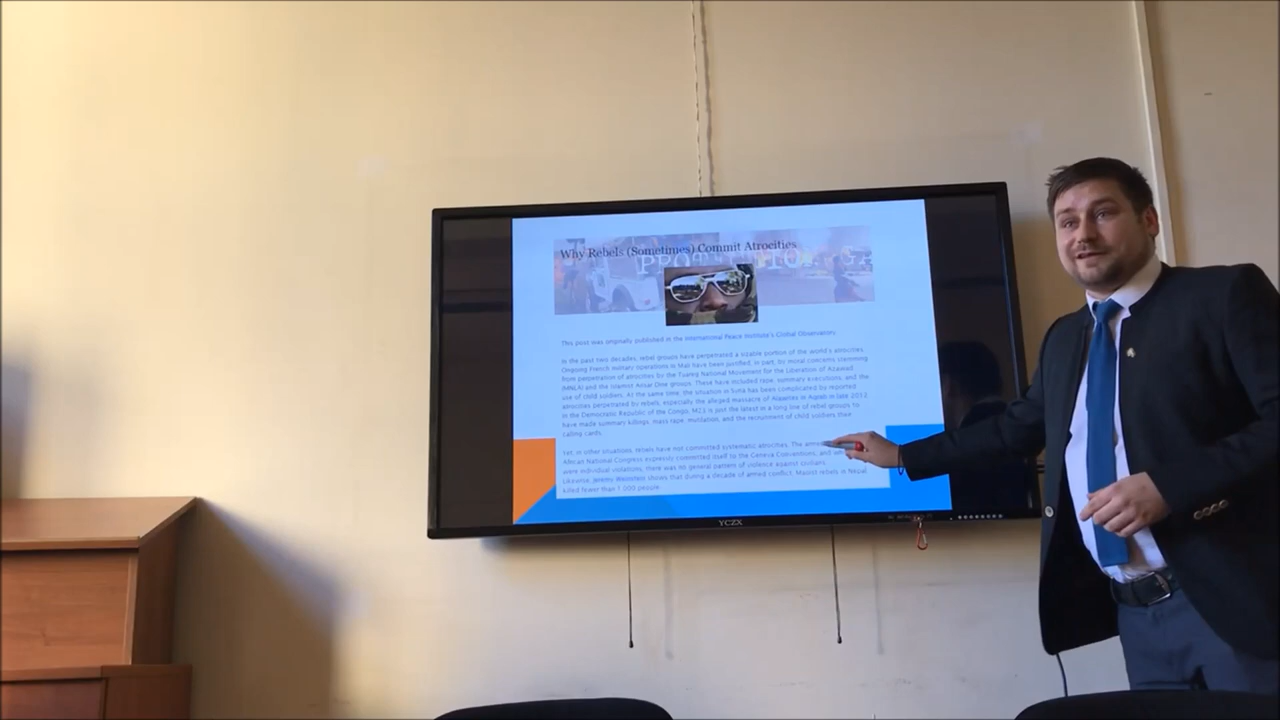 Why Rebels (Sometimes) Commit Atrocities
PROTECTION GA
This post was originally published in the International Peace Institute's Global Observatory.
In the past two decades, rebel groups have perpetrated a sizable portion of the world's atrocities.
Ongoing French military operations in Mali have been justified, in part, by moral concerns stemming
from perpetration of atrocities by the Tuareg National Movement for the Liberation of Azawad
(MNLA) and the Islamist Ansar Dine groups. These have included rape, summary executions, and the
use of child soldiers. At the same time, the situation in Syria has been complicated by reported
atrocities perpetrated by rebels, especially the alleged massacre of Alawites in Aqrab in late 2012.
In the Democratic Republic of the Congo, M23 is just the latest in a long line of rebel groups to
have made summary killings, mass rape, mutilation, and the recruitment of child soldiers their
calling cards.
Yet, in other situations, rebels have not committed systematic atrocities. The armed
African National Congress expressly committed itself to the Geneva Conventions, and
were individual violations, there was no general pattern of violence against civilians.
Likewise, Jeremy Weinstein shows that during a decade of armed conflict, Maoist rebels in Nepal
killed fewer than 1,000 people
YCZX